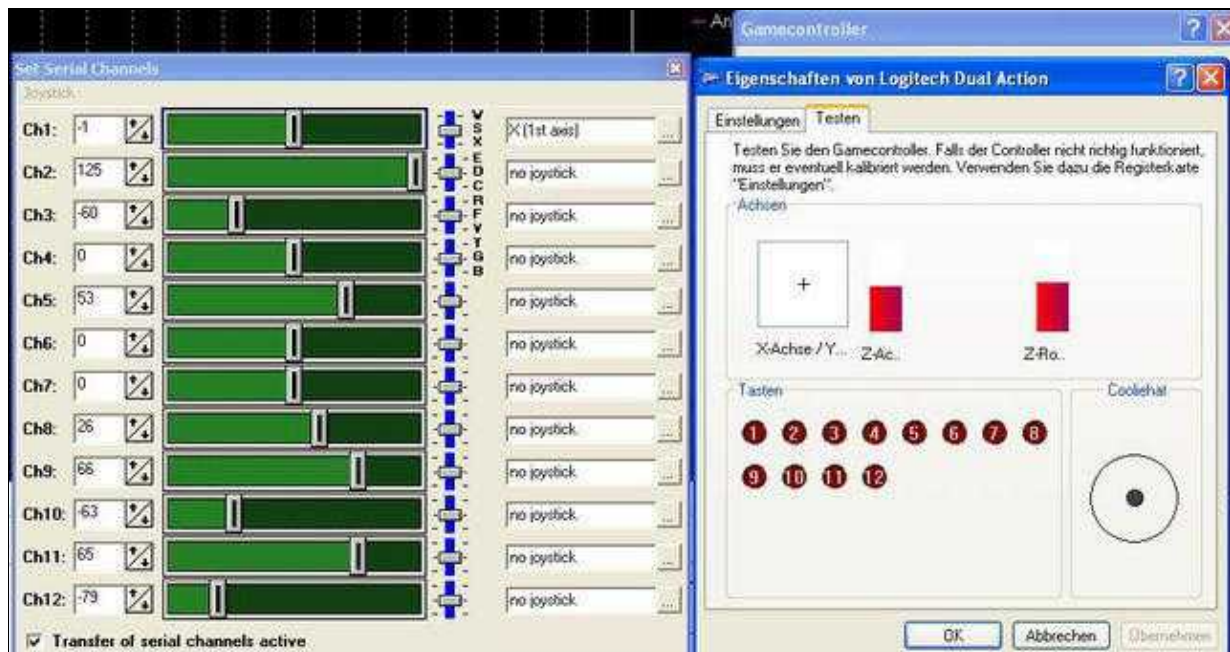 An
Gamecontroller
Set Serial Channels
Joystick
Ch1: -1 X (1st axis) ...
Ch2: 125 no joystick ...
Ch3: -60 no joystick ...
Ch4: 0 no joystick ...
Ch5: 53 no joystick ...
Ch6: 0 no joystick ...
Ch7: 0 no joystick ...
Ch8: 26 no joystick ...
Ch9: 66 no joystick ...
Ch10: -63 no joystick ...
Ch11: 65 no joystick ...
Ch12: -79 no joystick ...
W
S
X
E
D
C
R
F
V
T
G
B
Transfer of serial channels active
Eigenschaften von Logitech Dual Action
Einstellungen Testen
Testen Sie den Gamecontroller. Falls der Controller nicht richtig funktioniert,
muss er eventuell kalibriert werden. Verwenden Sie dazu die Registerkarte
"Einstellungen".
Achsen
X-Achse / Y... Z-Ac.. Z-Ro..
Tasten
1 2 3 4 5 6 7 8
9 10 11 12
Cooliehat
OK Abbrechen Übernehmen